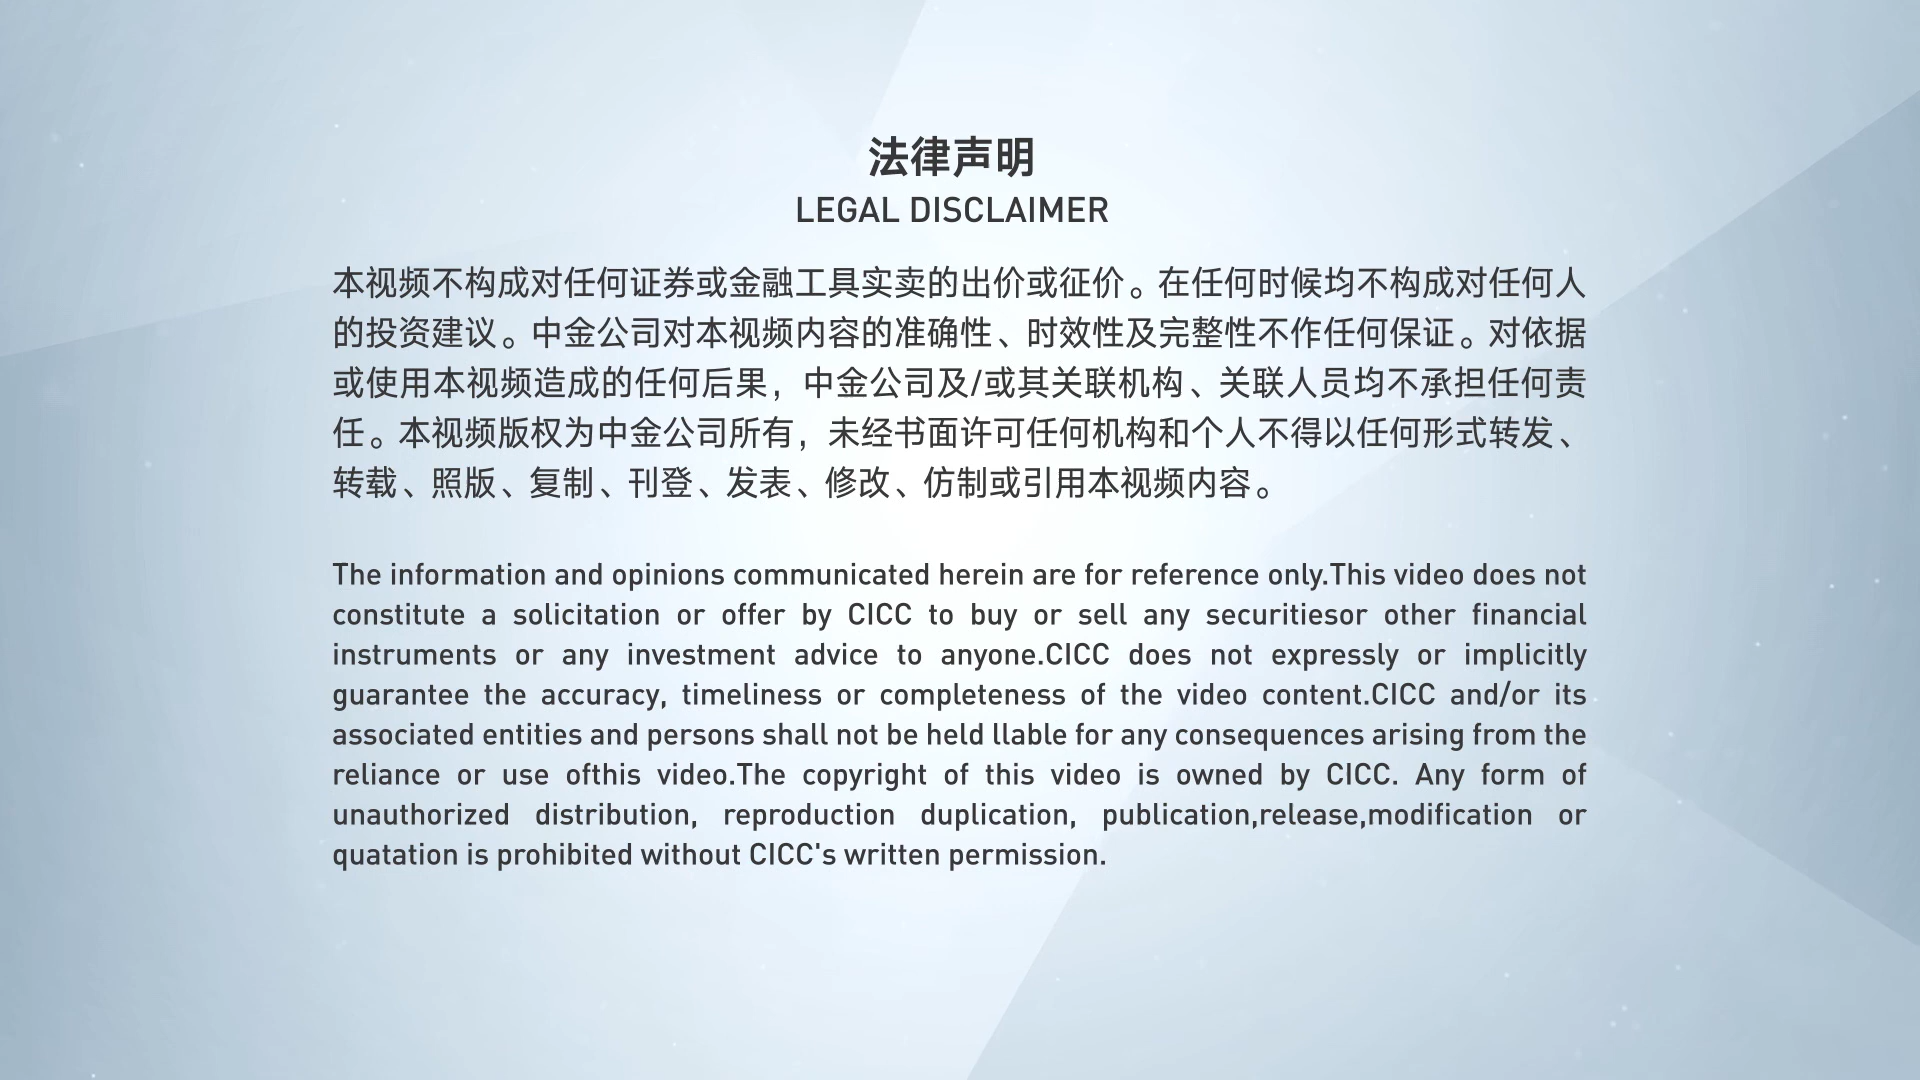 法律声明
LEGAL DISCLAIMER
本视频不构成对任何证券或金融工具实卖的出价或征价。在任何时候均不构成对任何人
的投资建议。中金公司对本视频内容的准确性、时效性及完整性不作任何保证。对依据
或使用本视频造成的任何后果，中金公司及/或其关联机构、关联人员均不承担任何责
任。本视频版权为中金公司所有，未经书面许可任何机构和个人不得以任何形式转发、
转载、照版、复制、刊登、发表、修改、仿制或引用本视频内容。
The information and opinions communicated herein are for reference only.This video does not
constitute a solicitation or offer by CICC to buy or sell any securitiesor other financial
instruments or any investment advice to anyone.CICC does not expressly or implicitly
guarantee the accuracy, timeliness or completeness of the video content.CICC and/or its
associated entities and persons shall not be held llable for any consequences arising from the
reliance or use ofthis video.The copyright of this video is owned by CICC. Any form of
unauthorized distribution, reproduction duplication, publication,release,modification or
quatation is prohibited without CICC's written permission.